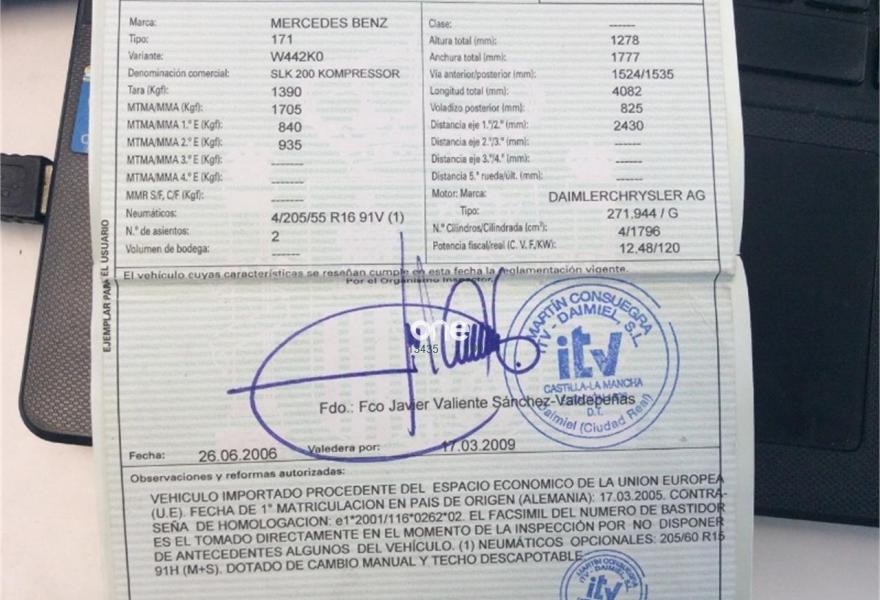 Marca: MERCEDES BENZ
Tipo: 171
Variante: W442K0
Denominación comercial: SLK 200 KOMPRESSOR
Tara (Kgf): 1390
MTMA/MMA (Kgf): 1705
MTMA/MMA 1.º E (Kgf): 840
MTMA/MMA 2.º E (Kgf): 935
MTMA/MMA 3.º E (Kgf): ------
MTMA/MMA 4.º E (Kgf): ------
MMR S/F, C/F (Kgf): ------
Neumáticos: 4/205/55 R16 91V (1)
N.º de asientos: 2
Volumen de bodega: ------
Clase: ------
Altura total (mm): 1278
Anchura total (mm): 1777
Vía anterior/posterior (mm): 1524/1535
Longitud total (mm): 4082
Voladizo posterior (mm): 825
Distancia eje 1.º/2.º (mm): 2430
Distancia eje 2.º/3.º (mm): ------
Distancia eje 3.º/4.º (mm): ------
Distancia 5.ª rueda/últ. (mm): ------
Motor: Marca: DAIMLERCHRYSLER AG
Tipo: 271.944 / G
N.º Cilindros/Cilindrada (cm³): 4/1796
Potencia fiscal/real (C. V. F./KW): 12.48/120
EJEMPLAR PARA EL USUARIO
El vehículo cuyas características se reseñan cumple en esta fecha la reglamentación vigente.
Por el Organismo Inspector,
one
13435
MARTÍN CONSUEGRA
ITV - DAIMIEL, S.L.
itv
CASTILLA-LA MANCHA
D.T.
Daimiel (Ciudad Real)
Fdo.: Fco Javier Valiente Sánchez-Valdepeñas
Fecha: 26.06.2006 Valedera por: 17.03.2009
Observaciones y reformas autorizadas:
VEHICULO IMPORTADO PROCEDENTE DEL ESPACIO ECONOMICO DE LA UNION EUROPEA
(U.E). FECHA DE 1ª MATRICULACION EN PAIS DE ORIGEN (ALEMANIA): 17.03.2005. CONTRA-
SEÑA DE HOMOLOGACION: e1*2001/116*0262*02. EL FACSIMIL DEL NUMERO DE BASTIDOR
ES EL TOMADO DIRECTAMENTE EN EL MOMENTO DE LA INSPECCIÓN POR NO DISPONER
DE ANTECEDENTES ALGUNOS DEL VEHÍCULO. (1) NEUMÁTICOS OPCIONALES: 205/60 R15
91H (M+S). DOTADO DE CAMBIO MANUAL Y TECHO DESCAPOTABLE
MARTÍN CONSUEGRA
ITV - DAIMIEL, S.L.
itv